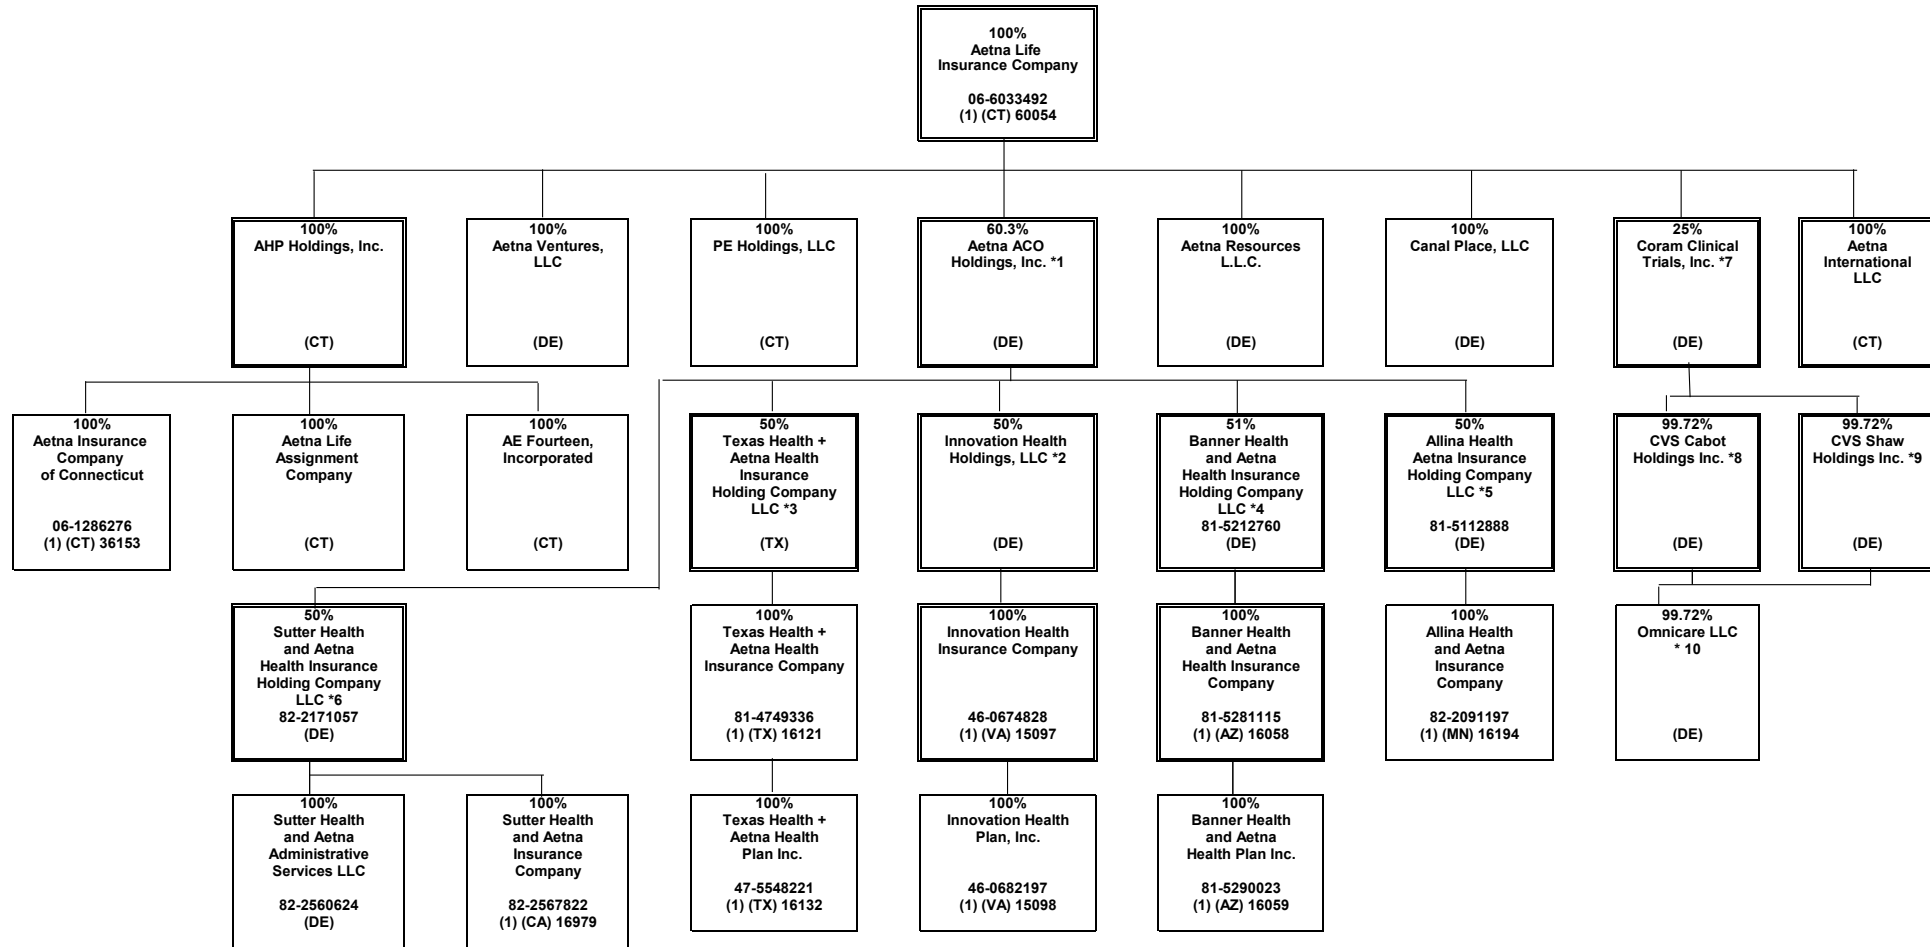 100%
Aetna Life
Insurance Company
06-6033492
(1) (CT) 60054
100%
AHP Holdings, Inc.
(CT)
100%
Aetna Ventures,
LLC
(DE)
100%
PE Holdings, LLC
(CT)
60.3%
Aetna ACO
Holdings, Inc. *1
(DE)
100%
Aetna Resources
L.L.C.
(DE)
100%
Canal Place, LLC
(DE)
25%
Coram Clinical
Trials, Inc. *7
(DE)
100%
Aetna
International
LLC
(CT)
100%
Aetna Insurance
Company
of Connecticut
06-1286276
(1) (CT) 36153
100%
Aetna Life
Assignment
Company
(CT)
100%
AE Fourteen,
Incorporated
(CT)
50%
Texas Health +
Aetna Health
Insurance
Holding Company
LLC *3
(TX)
50%
Innovation Health
Holdings, LLC *2
(DE)
51%
Banner Health
and Aetna
Health Insurance
Holding Company
LLC *4
81-5212760
(DE)
50%
Allina Health
Aetna Insurance
Holding Company
LLC *5
81-5112888
(DE)
99.72%
CVS Cabot
Holdings Inc. *8
(DE)
99.72%
CVS Shaw
Holdings Inc. *9
(DE)
50%
Sutter Health
and Aetna
Health Insurance
Holding Company
LLC *6
82-2171057
(DE)
100%
Texas Health +
Aetna Health
Insurance Company
81-4749336
(1) (TX) 16121
100%
Innovation Health
Insurance Company
46-0674828
(1) (VA) 15097
100%
Banner Health
and Aetna
Health Insurance
Company
81-5281115
(1) (AZ) 16058
100%
Allina Health
and Aetna
Insurance
Company
82-2091197
(1) (MN) 16194
99.72%
Omnicare LLC
* 10
(DE)
100%
Sutter Health
and Aetna
Administrative
Services LLC
82-2560624
(DE)
100%
Sutter Health
and Aetna
Insurance
Company
82-2567822
(1) (CA) 16979
100%
Texas Health +
Aetna Health
Plan Inc.
47-5548221
(1) (TX) 16132
100%
Innovation Health
Plan, Inc.
46-0682197
(1) (VA) 15098
100%
Banner Health
and Aetna
Health Plan Inc.
81-5290023
(1) (AZ) 16059